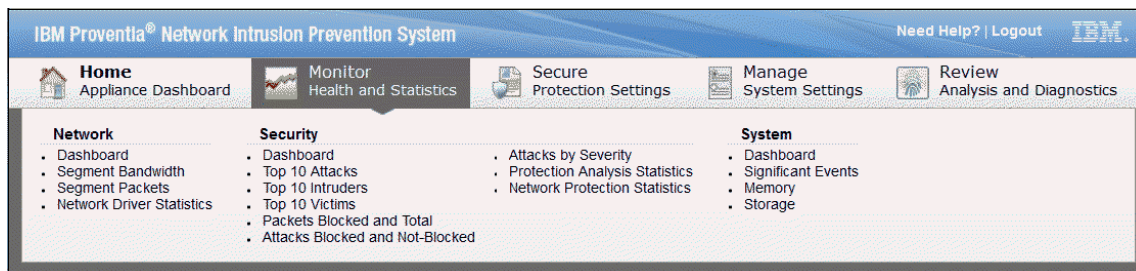 IBM Proventia® Network Intrusion Prevention System
Need Help? | Logout
IBM.
Home
Appliance Dashboard
Monitor
Health and Statistics
Secure
Protection Settings
Manage
System Settings
Review
Analysis and Diagnostics
Network
• Dashboard
• Segment Bandwidth
• Segment Packets
• Network Driver Statistics
Security
• Dashboard
• Top 10 Attacks
• Top 10 Intruders
• Top 10 Victims
• Packets Blocked and Total
• Attacks Blocked and Not-Blocked
• Attacks by Severity
• Protection Analysis Statistics
• Network Protection Statistics
System
• Dashboard
• Significant Events
• Memory
• Storage